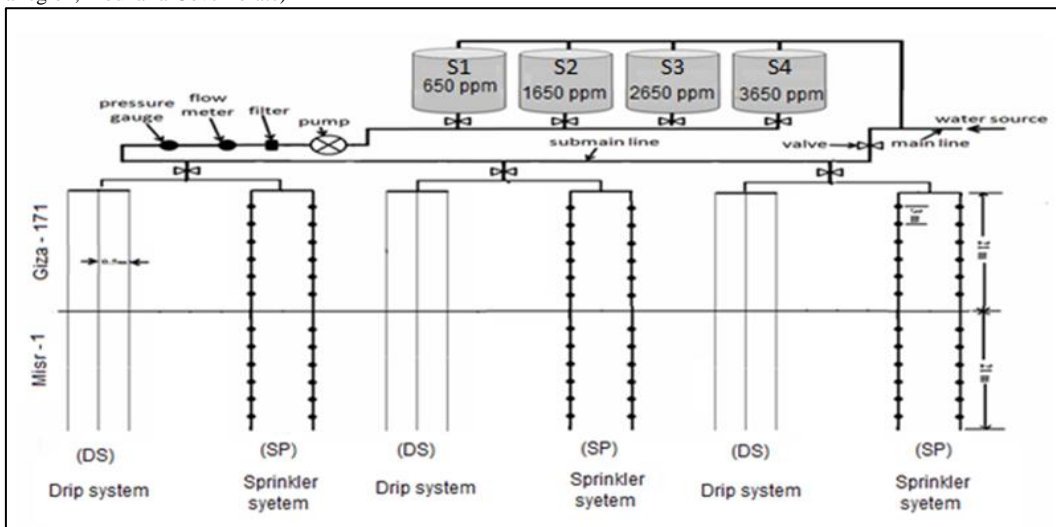 S1
650 ppm
S2
1650 ppm
S3
2650 ppm
S4
3650 ppm
pressure
gauge
flow
meter
filter
pump
water source
valve
main line
submain line
Giza - 171
Misr - 1
(DS)
Drip system
(SP)
Sprinkler
syetem
(DS)
Drip system
(SP)
Sprinkler
syetem
(DS)
Drip system
(SP)
Sprinkler
syetem